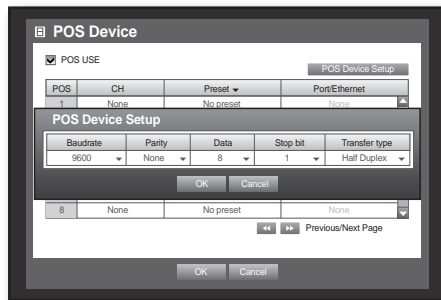 POS Device
POS USE
POS Device Setup
POS CH Preset Port/Ethernet
1 None No preset None
POS Device Setup
Baudrate Parity Data Stop bit Transfer type
9600 None 8 1 Half Duplex
OK Cancel
8 None No preset None
Previous/Next Page
OK Cancel